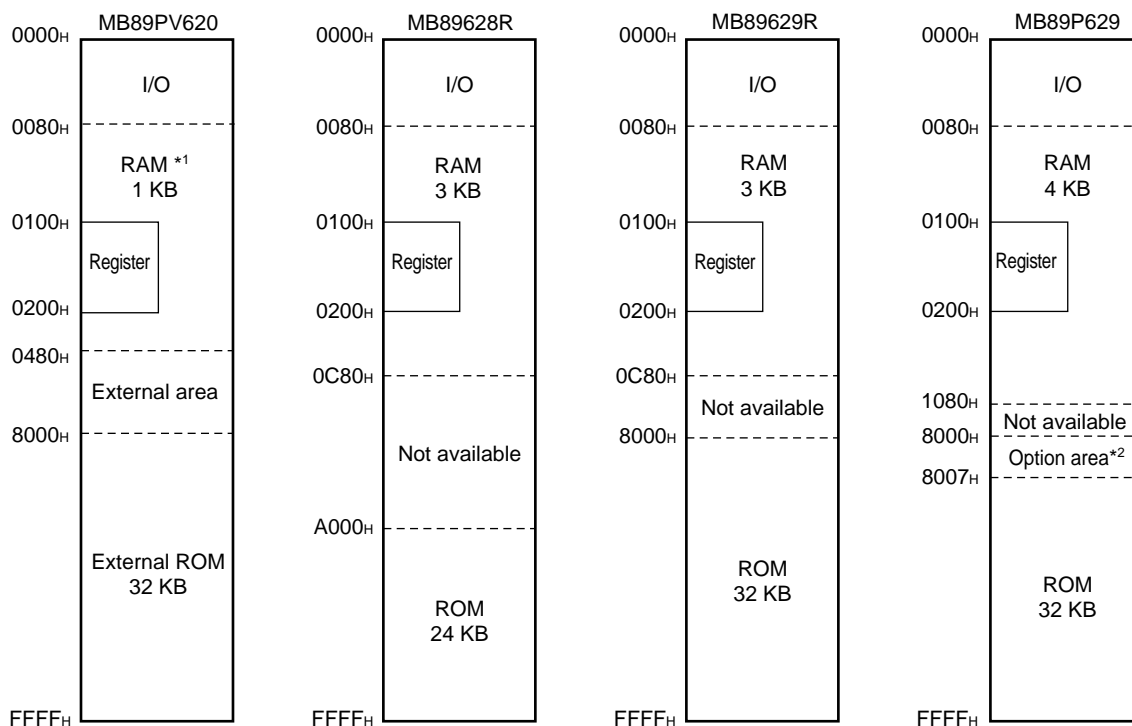 MB89PV620
0000H
I/O
0080H
RAM *1
1 KB
0100H
Register
0200H
0480H
External area
8000H
External ROM
32 KB
FFFFH
MB89628R
0000H
I/O
0080H
RAM
3 KB
0100H
Register
0200H
0C80H
Not available
A000H
ROM
24 KB
FFFFH
MB89629R
0000H
I/O
0080H
RAM
3 KB
0100H
Register
0200H
0C80H
Not available
8000H
ROM
32 KB
FFFFH
MB89P629
0000H
I/O
0080H
RAM
4 KB
0100H
Register
0200H
1080H
Not available
8000H
Option area*2
8007H
ROM
32 KB
FFFFH